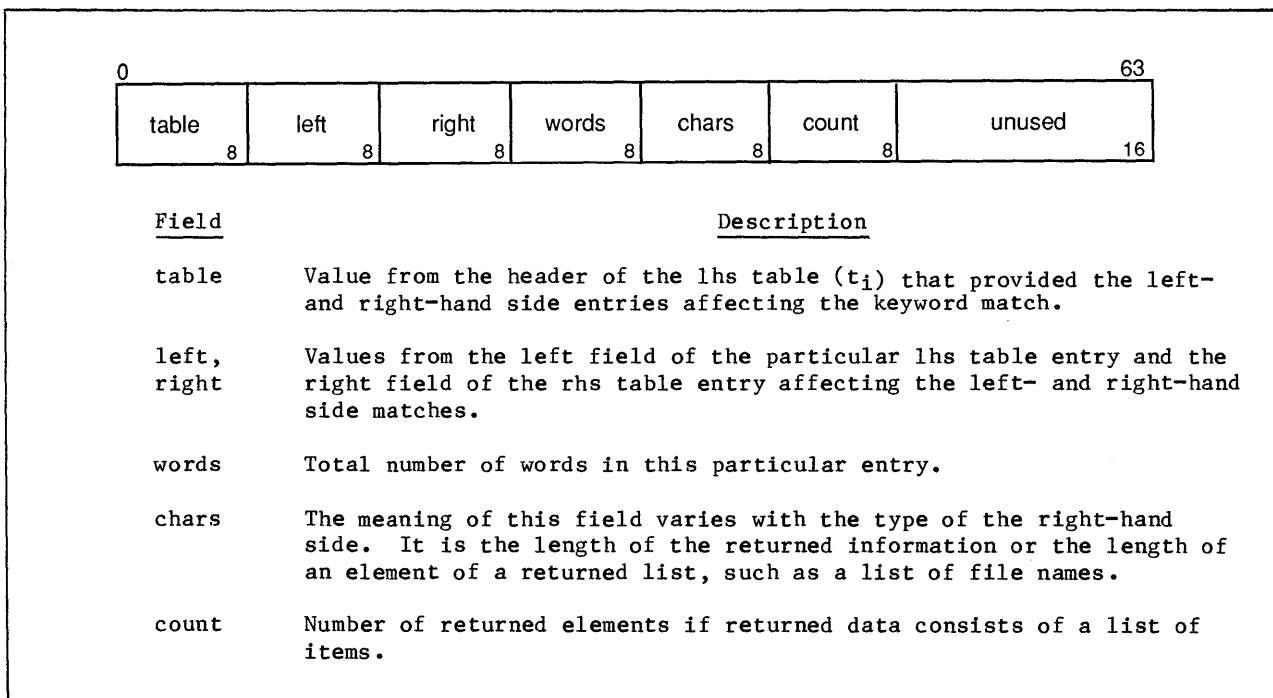 0 63
table left right words chars count unused
8 8 8 8 8 8 16
Field Description
table Value from the header of the lhs table (ti) that provided the left-
and right-hand side entries affecting the keyword match.
left, Values from the left field of the particular lhs table entry and the
right right field of the rhs table entry affecting the left- and right-hand
side matches.
words Total number of words in this particular entry.
chars The meaning of this field varies with the type of the right-hand
side. It is the length of the returned information or the length of
an element of a returned list, such as a list of file names.
count Number of returned elements if returned data consists of a list of
items.